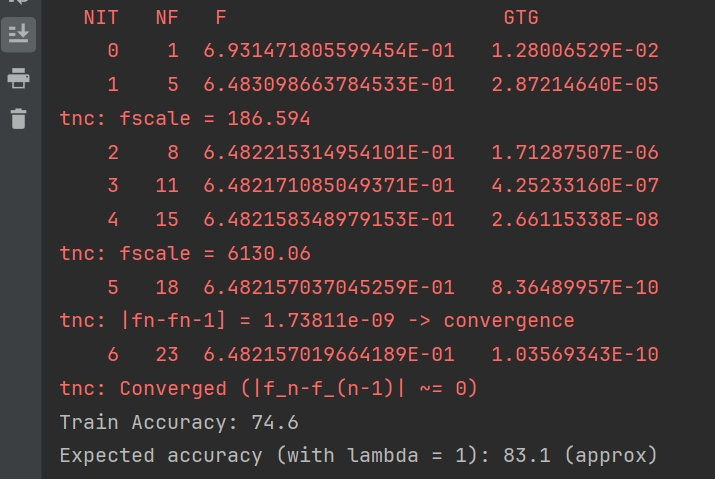 NIT NF F GTG
0 1 6.931471805599454E-01 1.28006529E-02
1 5 6.483098663784533E-01 2.87214640E-05
tnc: fscale = 186.594
2 8 6.482215314954101E-01 1.71287507E-06
3 11 6.482171085049371E-01 4.25233160E-07
4 15 6.482158348979153E-01 2.66115338E-08
tnc: fscale = 6130.06
5 18 6.482157037045259E-01 8.36489957E-10
tnc: |fn-fn-1] = 1.73811e-09 -> convergence
6 23 6.482157019664189E-01 1.03569343E-10
tnc: Converged (|f_n-f_(n-1)| ~= 0)
Train Accuracy: 74.6
Expected accuracy (with lambda = 1): 83.1 (approx)